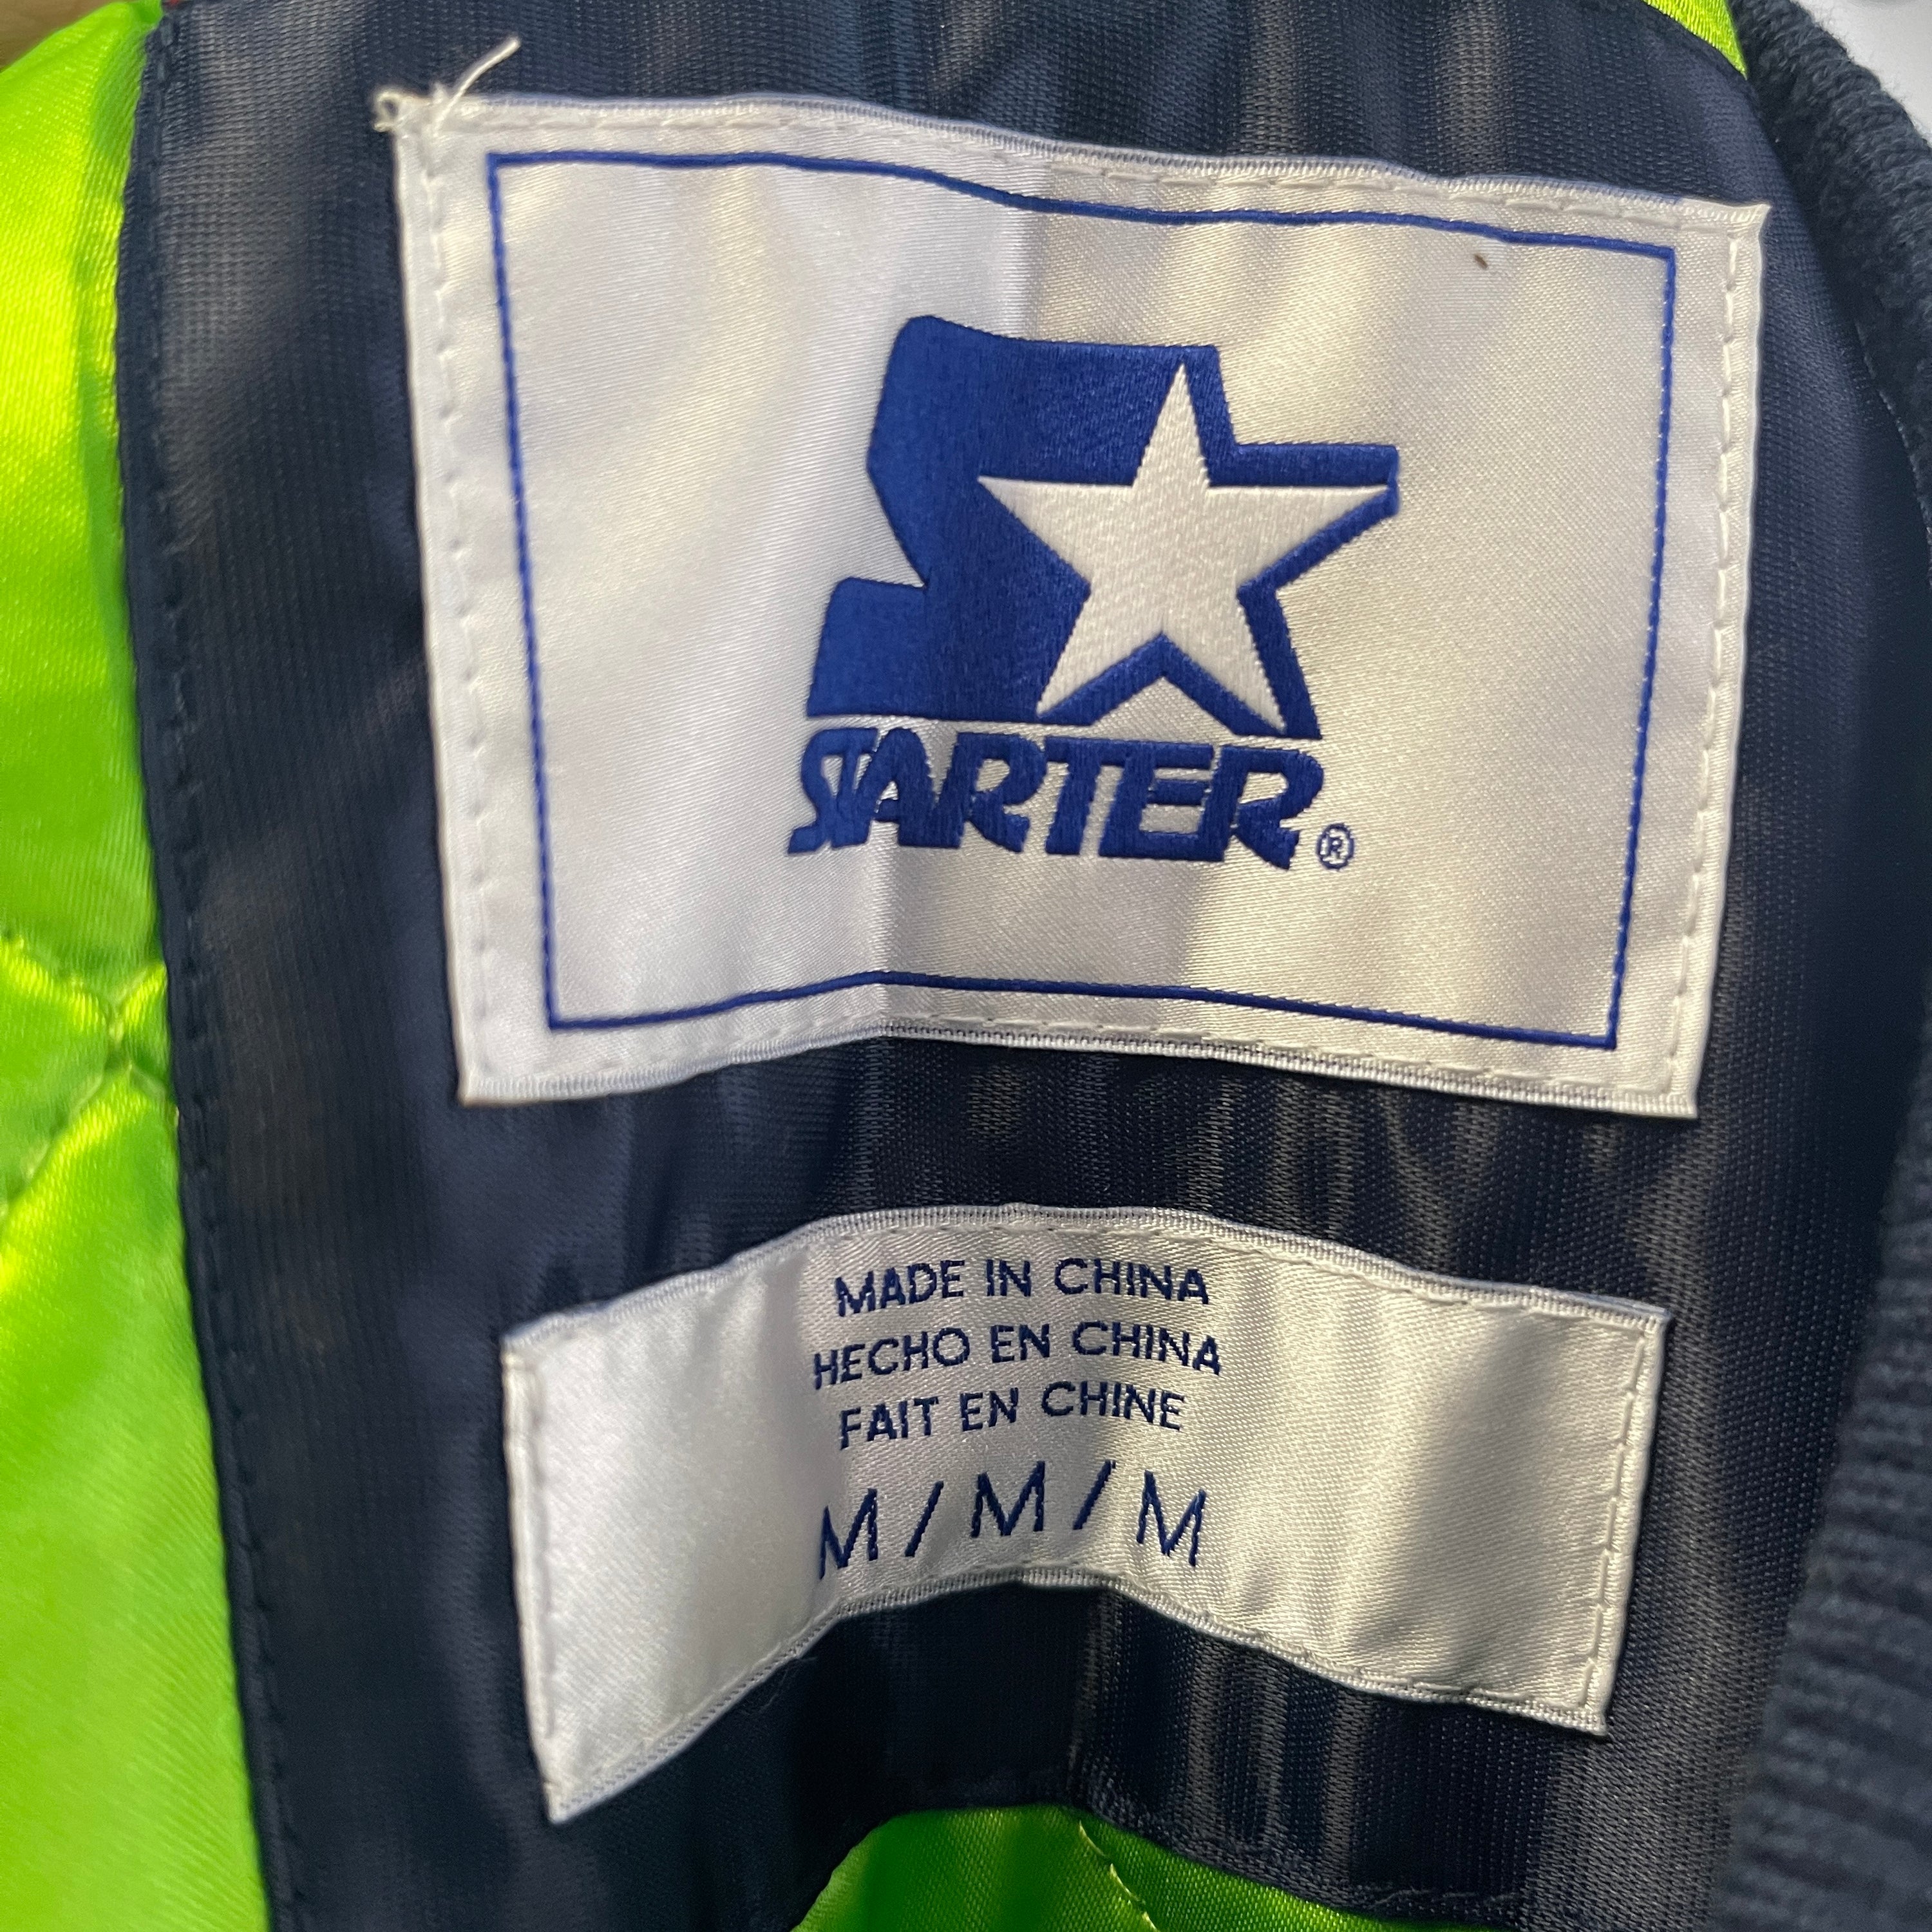 STARTER®
MADE IN CHINA
HECHO EN CHINA
FAIT EN CHINE
M / M / M